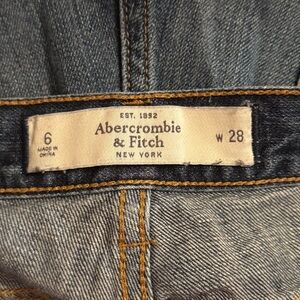 EST. 1892
6
MADE IN
CHINA
Abercrombie
& Fitch
NEW YORK
W 28